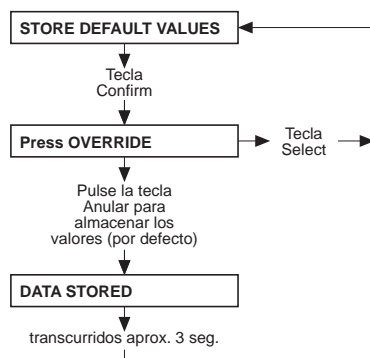 STORE DEFAULT VALUES
Tecla
Confirm
Press OVERRIDE
Tecla
Select
Pulse la tecla
Anular para
almacenar los
valores (por defecto)
DATA STORED
transcurridos aprox. 3 seg.